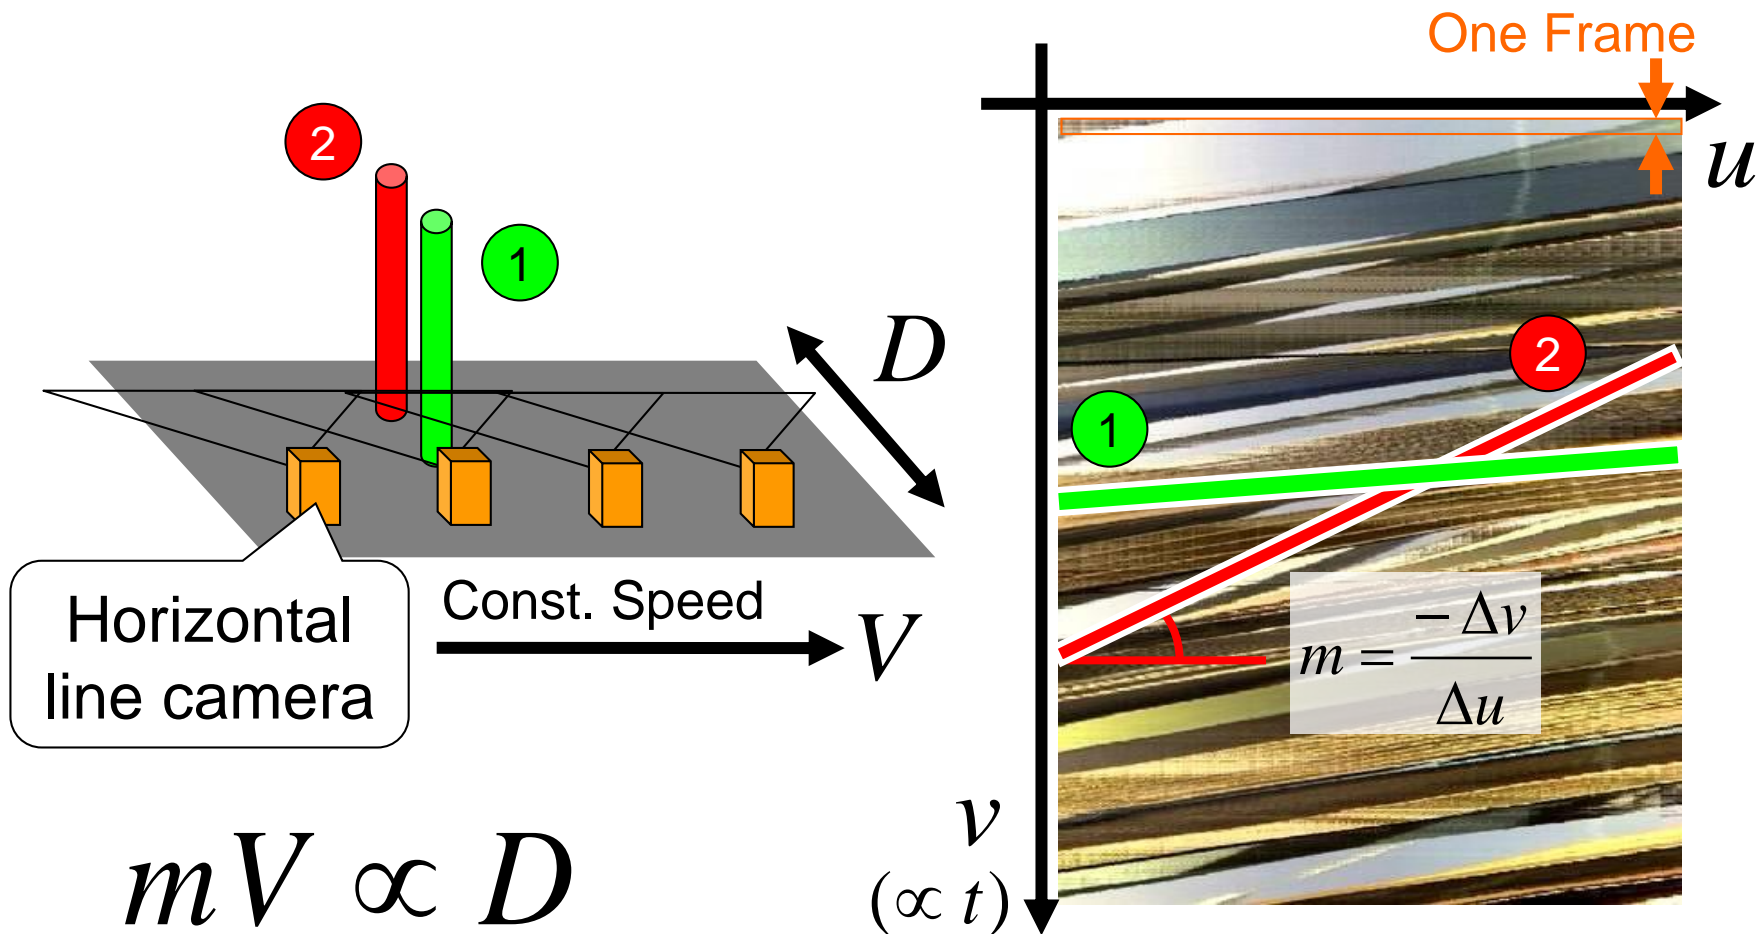 One Frame
u
2
1
D
2
1
Horizontal
line camera
Const. Speed
V
m = −Δv / Δu
v
(∝ t)
mV ∝ D